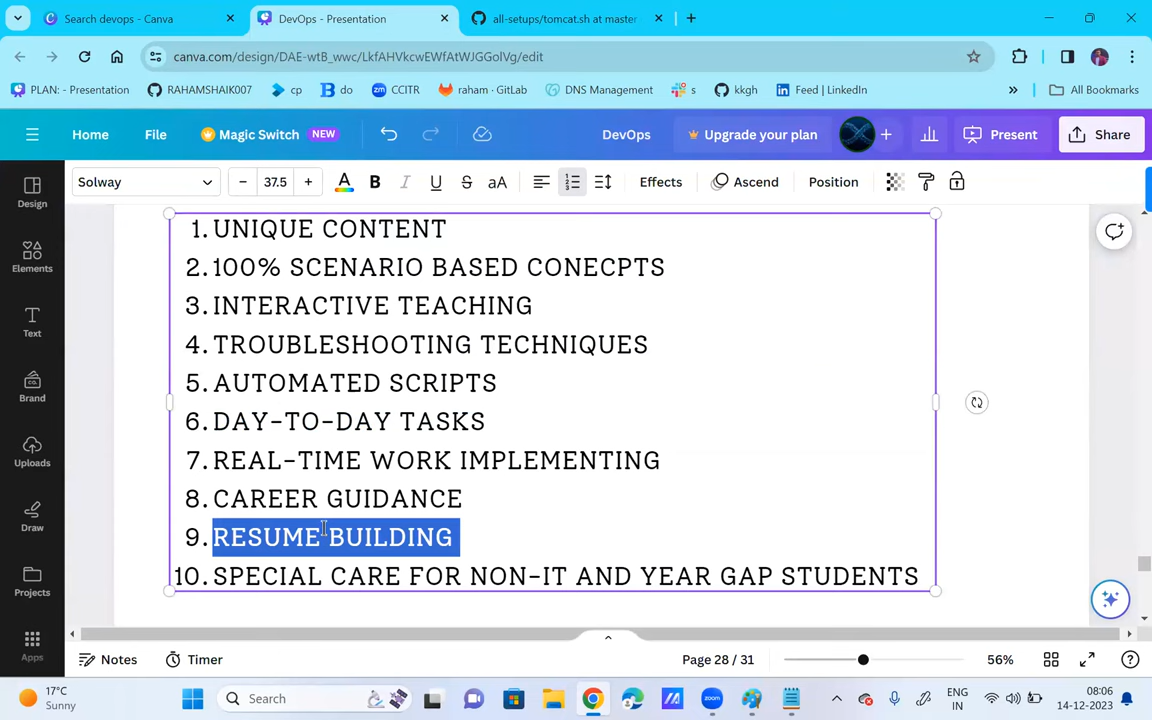 Search devops - Canva
DevOps - Presentation
all-setups/tomcat.sh at master
canva.com/design/DAE-wtB_wwc/LkfAHVkcwEWfAtWJGGolVg/edit
PLAN: - Presentation
RAHAMSHAIK007
cp
do
CCITR
raham · GitLab
DNS Management
s
kkgh
Feed | LinkedIn
»
All Bookmarks
Home
File
Magic Switch
NEW
DevOps
Upgrade your plan
Present
Share
Solway
– 37.5 +
A B I U S aA
Effects
Ascend
Position
Design
Elements
Text
Brand
Uploads
Draw
Projects
Apps
1. UNIQUE CONTENT
2. 100% SCENARIO BASED CONECPTS
3. INTERACTIVE TEACHING
4. TROUBLESHOOTING TECHNIQUES
5. AUTOMATED SCRIPTS
6. DAY-TO-DAY TASKS
7. REAL-TIME WORK IMPLEMENTING
8. CAREER GUIDANCE
9. RESUME BUILDING
10. SPECIAL CARE FOR NON-IT AND YEAR GAP STUDENTS
Notes
Timer
Page 28 / 31
56%
17°C
Sunny
Search
zoom
ENG
IN
08:06
14-12-2023